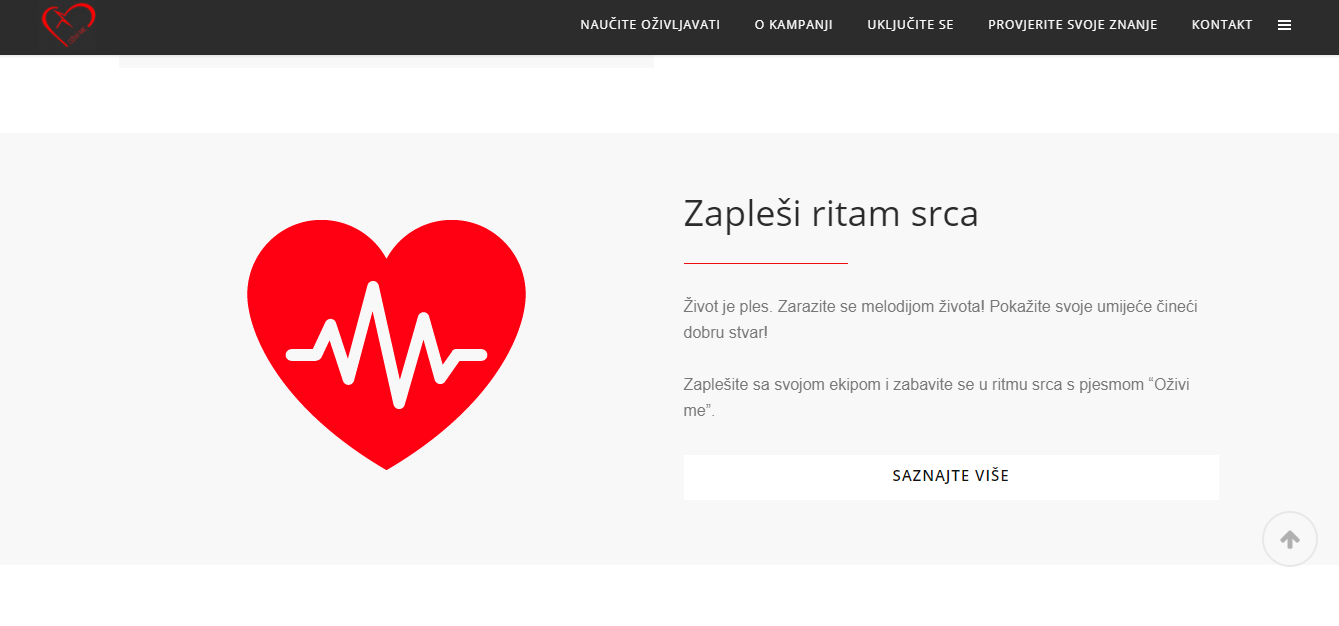 NAUČITE OŽIVLJAVATI O KAMPANJI UKLJUČITE SE PROVJERITE SVOJE ZNANJE KONTAKT
Zapleši ritam srca
Život je ples. Zarazite se melodijom života! Pokažite svoje umijeće čineći
dobru stvar!
Zaplešite sa svojom ekipom i zabavite se u ritmu srca s pjesmom “Oživi
me”.
SAZNAJTE VIŠE